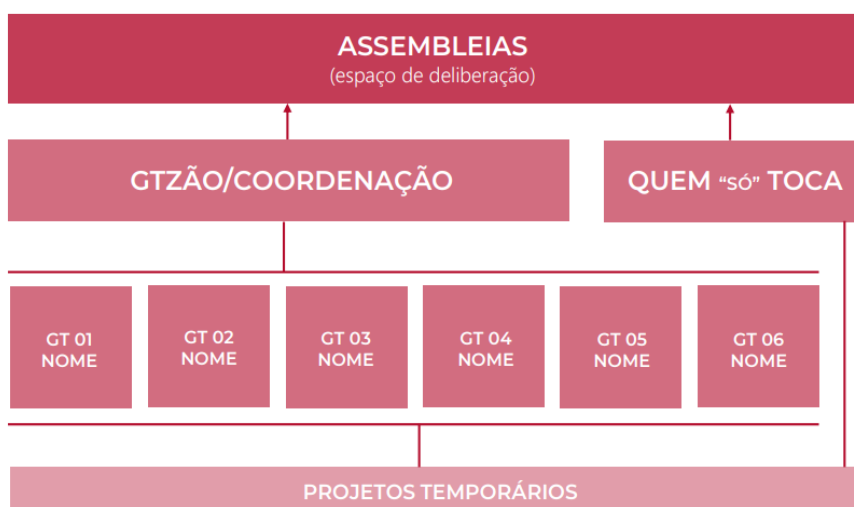 ASSEMBLEIAS
(espaço de deliberação)
GTZÃO/COORDENAÇÃO
QUEM “SÓ” TOCA
GT 01
NOME
GT 02
NOME
GT 03
NOME
GT 04
NOME
GT 05
NOME
GT 06
NOME
PROJETOS TEMPORÁRIOS